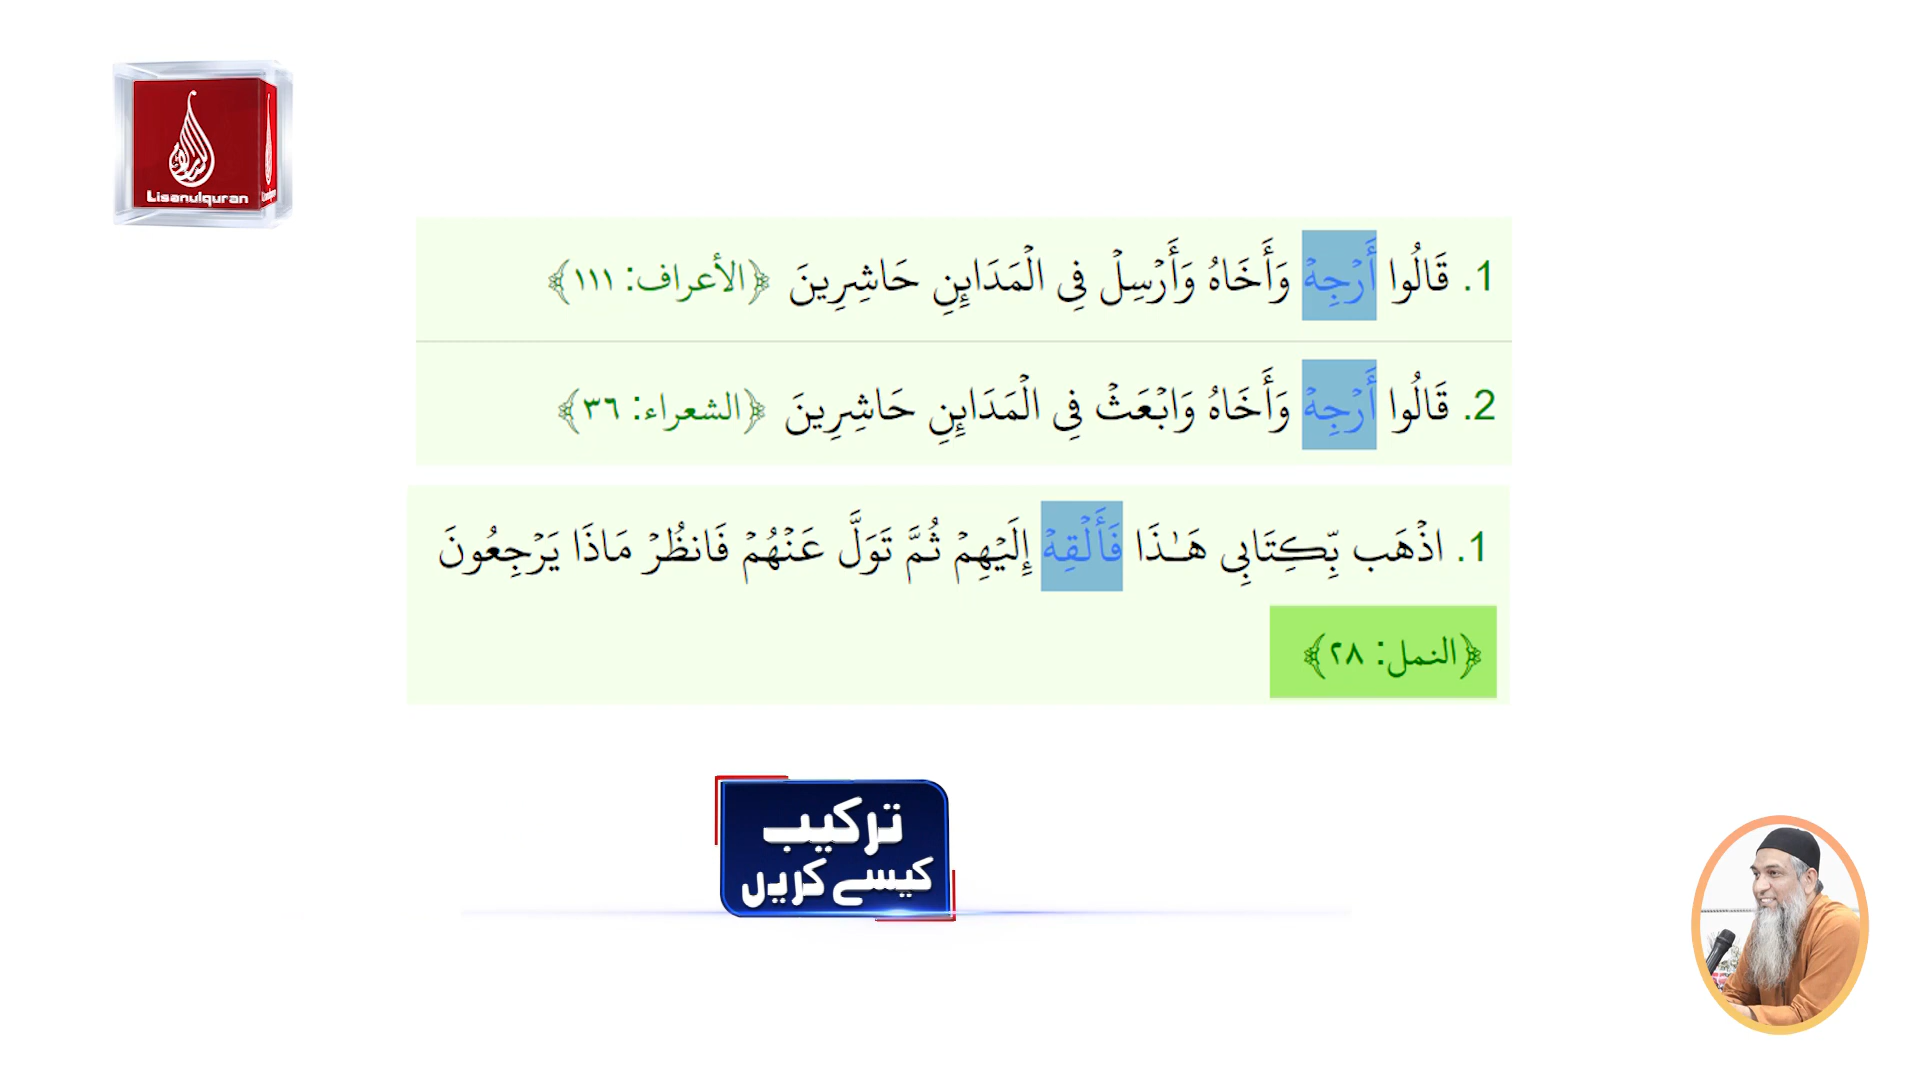 Lisanulquran
1. قَالُوا أَرْجِهْ وَأَخَاهُ وَأَرْسِلْ فِى الْمَدَائِنِ حَاشِرِينَ ﴿الأعراف: ١١١﴾
2. قَالُوا أَرْجِهْ وَأَخَاهُ وَابْعَثْ فِى الْمَدَائِنِ حَاشِرِينَ ﴿الشعراء: ٣٦﴾
1. اذْهَب بِّكِتَابِى هَـٰذَا فَأَلْقِهْ إِلَيْهِمْ ثُمَّ تَوَلَّ عَنْهُمْ فَانظُرْ مَاذَا يَرْجِعُونَ
﴿النمل: ٢٨﴾
ترکیب
کیسے کریں